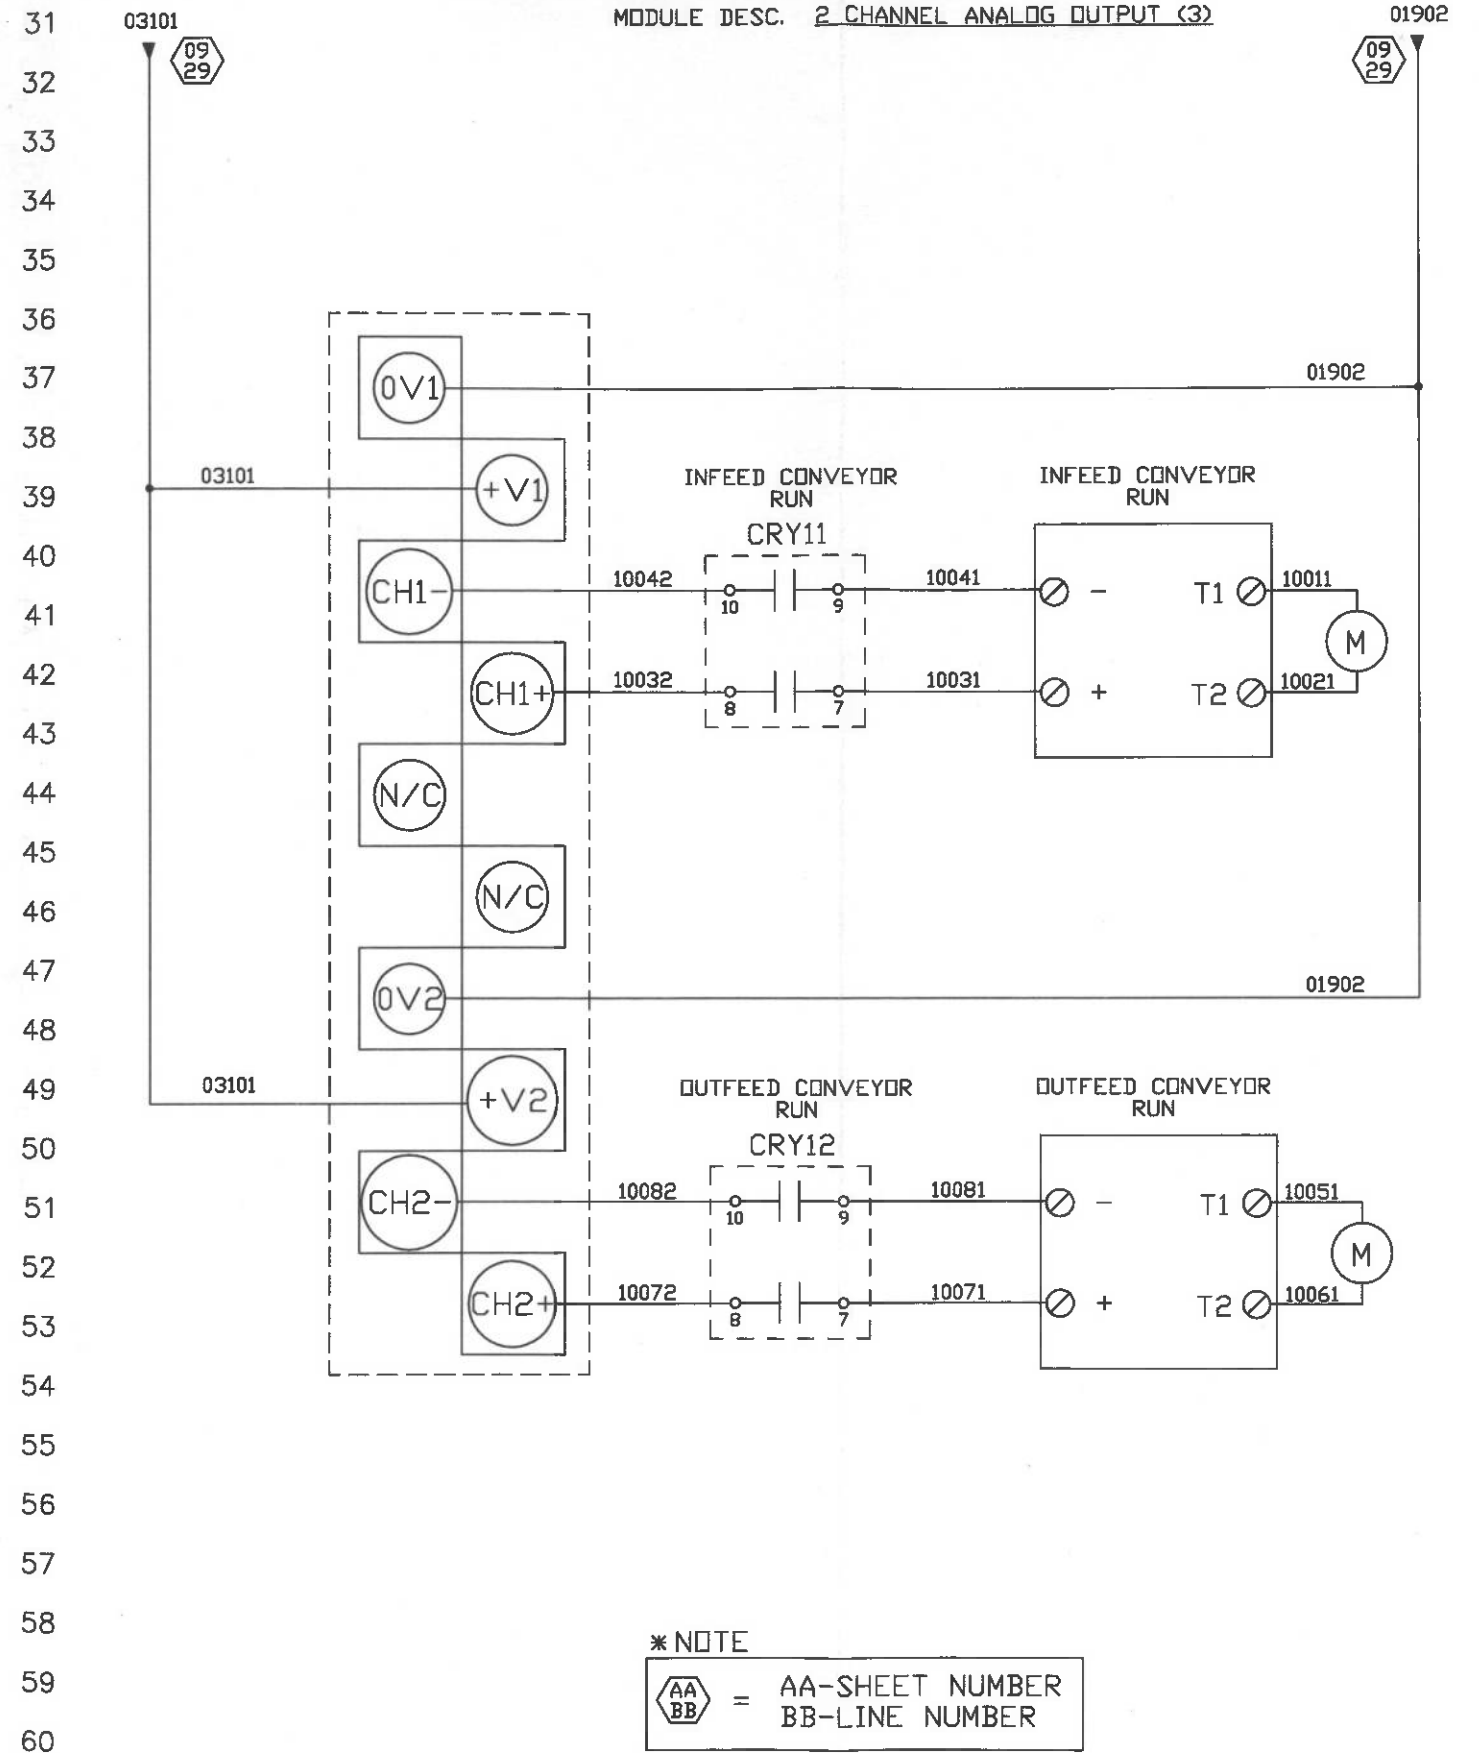 31 03101 MODULE DESC. 2 CHANNEL ANALOG OUTPUT (3) 01902
09 09
29 29
32
33
34
35
36
37 0V1 01902
38
39 03101 +V1 INFEED CONVEYOR INFEED CONVEYOR
RUN RUN
CRY11
40
CH1- 10042 10 9 10041 - T1 10011
41
M
42 CH1+ 10032 8 7 10031 + T2 10021
43
44 N/C
45
46 N/C
47
0V2 01902
48
49 03101 +V2 OUTFEED CONVEYOR OUTFEED CONVEYOR
RUN RUN
50 CRY12
51 CH2- 10082 10 9 10081 - T1 10051
52 M
53 CH2+ 10072 8 7 10071 + T2 10061
54
55
56
57
58 *NOTE
59 AA = AA-SHEET NUMBER
BB BB-LINE NUMBER
60